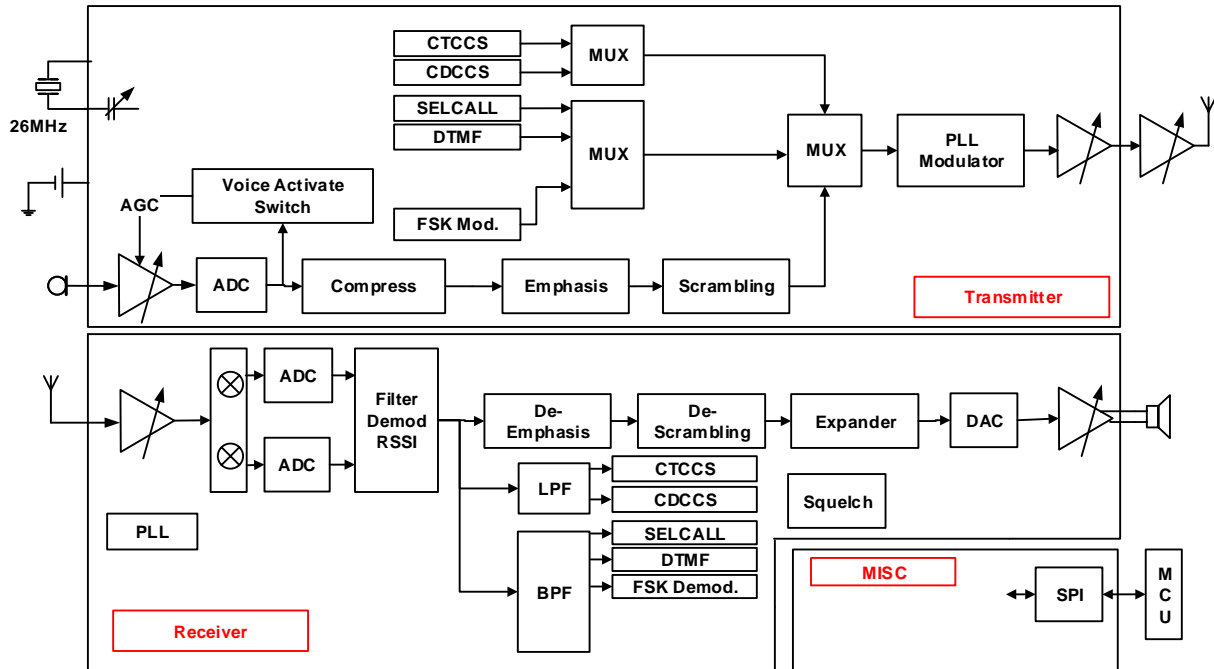 CTCCS
CDCCS
MUX
26MHz
SELCALL
DTMF
MUX
FSK Mod.
MUX
PLL
Modulator
Voice Activate
Switch
AGC
ADC
Compress
Emphasis
Scrambling
Transmitter
ADC
ADC
Filter
Demod
RSSI
De-
Emphasis
De-
Scrambling
Expander
DAC
LPF
CTCCS
CDCCS
Squelch
PLL
BPF
SELCALL
DTMF
FSK Demod.
MISC
SPI
M
C
U
Receiver